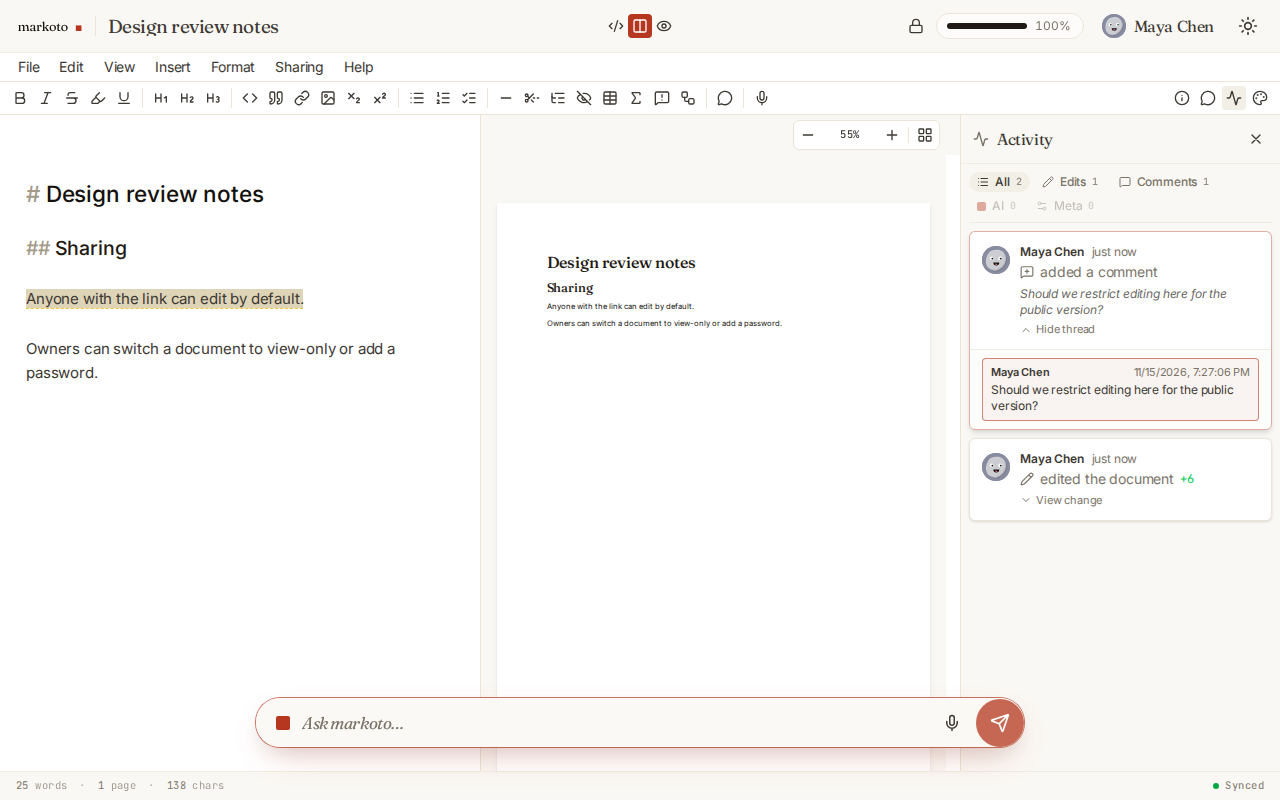 markoto
Design review notes
100%
Maya Chen
File Edit View Insert Format Sharing Help
H1 H2 H3
55%
# Design review notes
## Sharing
Anyone with the link can edit by default.
Owners can switch a document to view-only or add a
password.
Design review notes
Sharing
Anyone with the link can edit by default.
Owners can switch a document to view-only or add a password.
Activity
All 2 Edits 1 Comments 1
AI 0 Meta 0
Maya Chen just now
added a comment
Should we restrict editing here for the
public version?
Hide thread
Maya Chen 11/15/2026, 7:27:06 PM
Should we restrict editing here for the public
version?
Maya Chen just now
edited the document +6
View change
Ask markoto...
25 words · 1 page · 138 chars
Synced